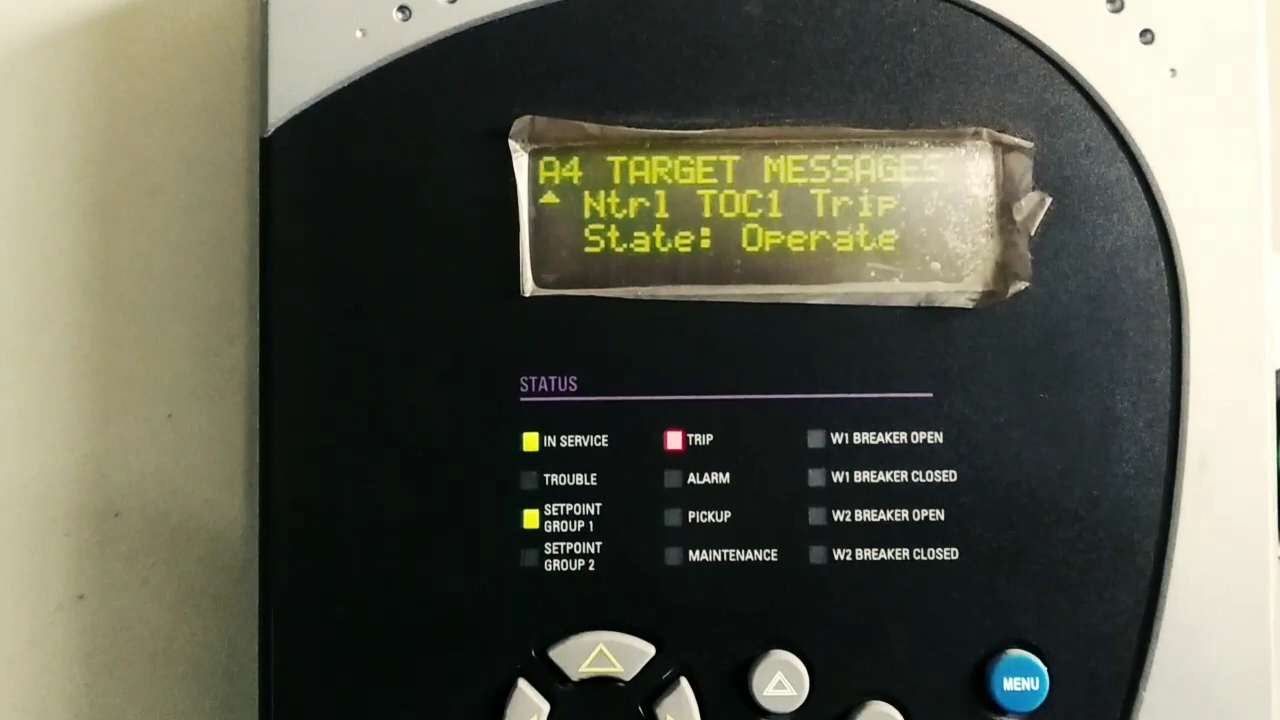 A4 TARGET MESSAGES
Ntrl TOC1 Trip
State: Operate
STATUS
IN SERVICE
TROUBLE
SETPOINT
GROUP 1
SETPOINT
GROUP 2
TRIP
ALARM
PICKUP
MAINTENANCE
W1 BREAKER OPEN
W1 BREAKER CLOSED
W2 BREAKER OPEN
W2 BREAKER CLOSED
MENU